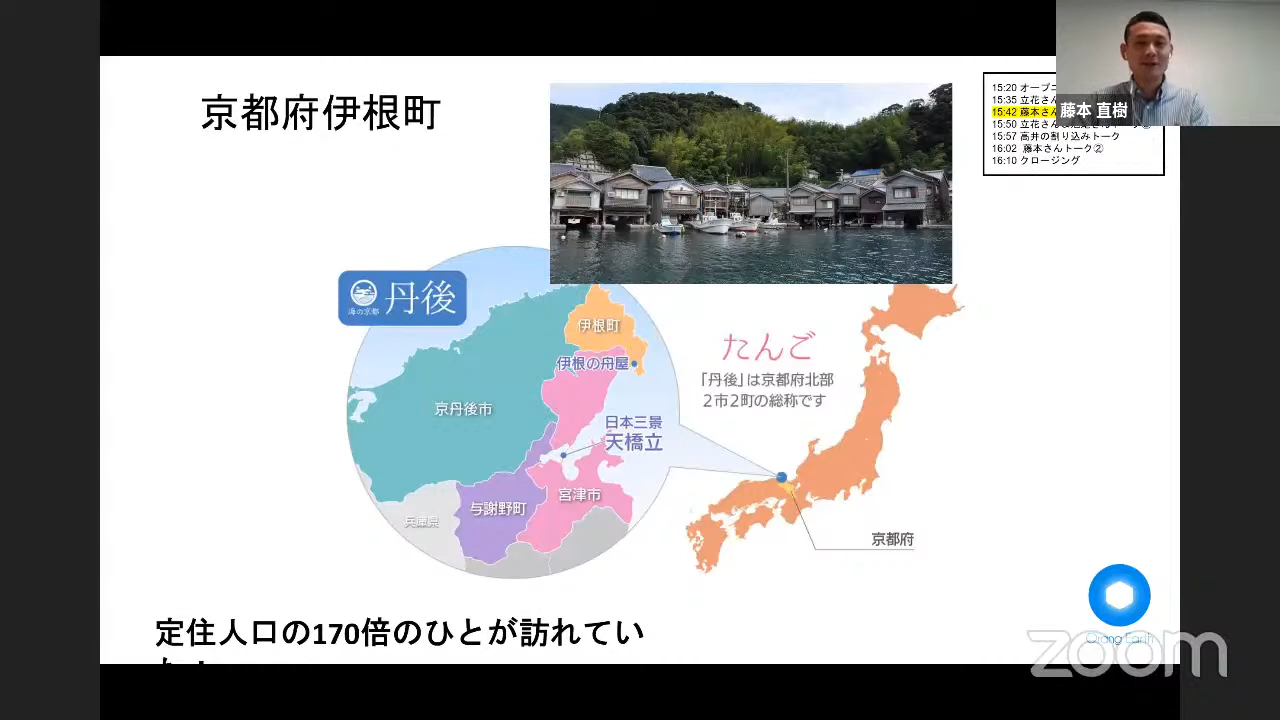 京都府伊根町
15:20 オープニ
15:35 立花さん
15:42 藤本さん
15:50 立花さん
15:57 高井の割り込みトーク
16:02 藤本さんトーク②
16:10 クロージング
藤本 直樹
海の京都
丹後
伊根町
伊根の舟屋
京丹後市
日本三景
天橋立
宮津市
与謝野町
兵庫県
たんご
「丹後」は京都府北部
2市2町の総称です
京都府
定住人口の170倍のひとが訪れてい
Oiang Earth
zoom